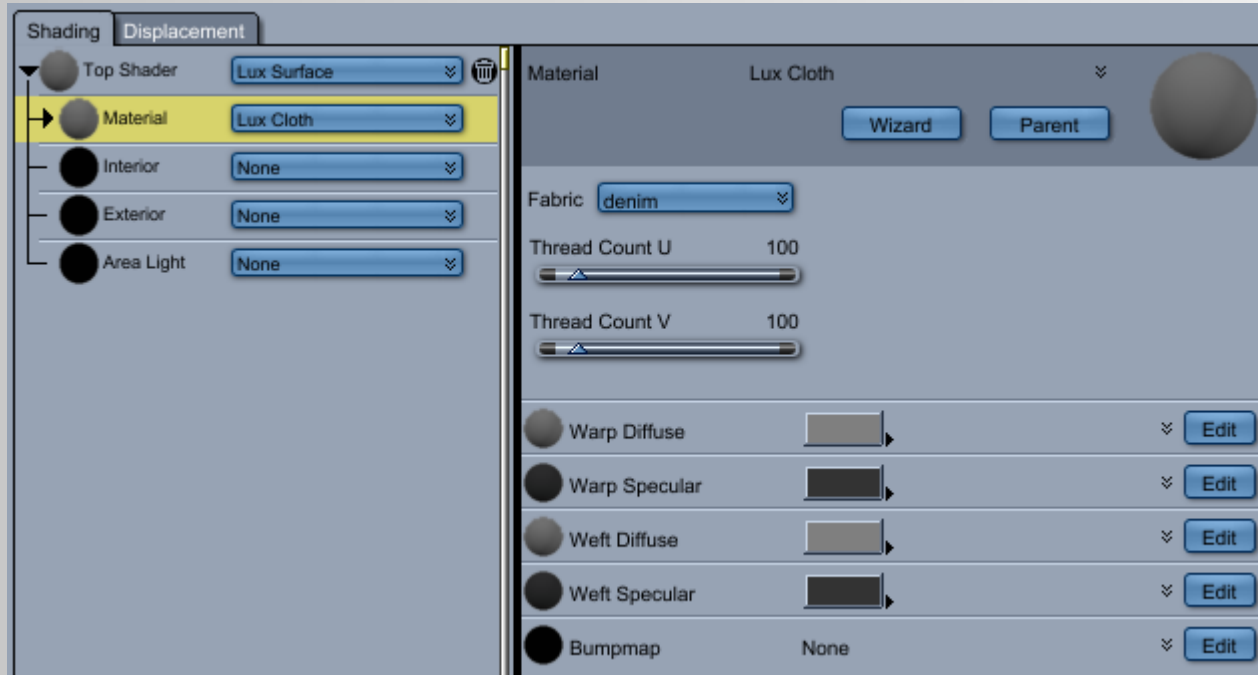 Shading Displacement
Top Shader Lux Surface
Material Lux Cloth
Interior None
Exterior None
Area Light None
Material Lux Cloth
Wizard Parent
Fabric denim
Thread Count U 100
Thread Count V 100
Warp Diffuse Edit
Warp Specular Edit
Weft Diffuse Edit
Weft Specular Edit
Bumpmap None Edit